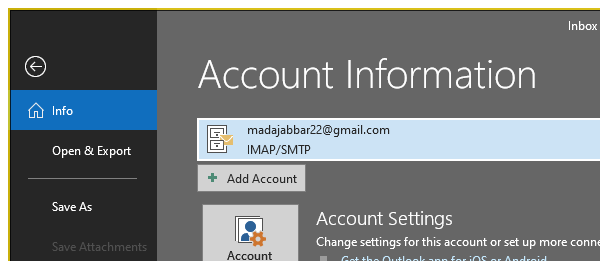 Inbox
Account Information
Info
madajabbar22@gmail.com
IMAP/SMTP
Open & Export
Add Account
Save As
Account Settings
Change settings for this account or set up more conne
Save Attachments
Account
Get the Outlook app for iOS or Android